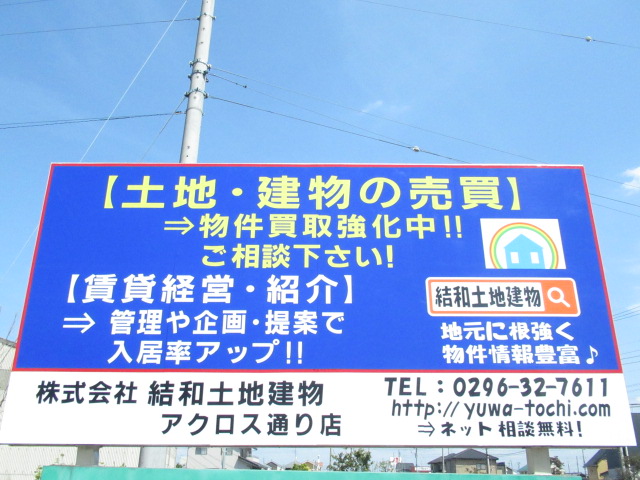 【土地・建物の売買】
⇒物件買取強化中!!
ご相談下さい!
【賃貸経営・紹介】
⇒ 管理や企画・提案で
入居率アップ!!
結和土地建物
地元に根強く
物件情報豊富♪
株式会社 結和土地建物
アクロス通り店
TEL：0296-32-7611
http://yuwa-tochi.com
⇒ネット相談無料!